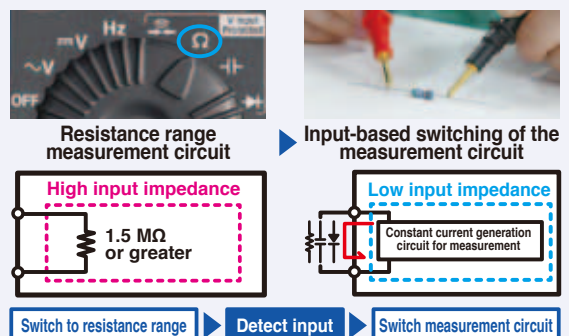 V input
Prohibited
Hz
Ω
⎓V
~V
OFF
Resistance range
measurement circuit
Input-based switching of the
measurement circuit
High input impedance
1.5 MΩ
or greater
Low input impedance
Constant current generation
circuit for measurement
Switch to resistance range
Detect input
Switch measurement circuit